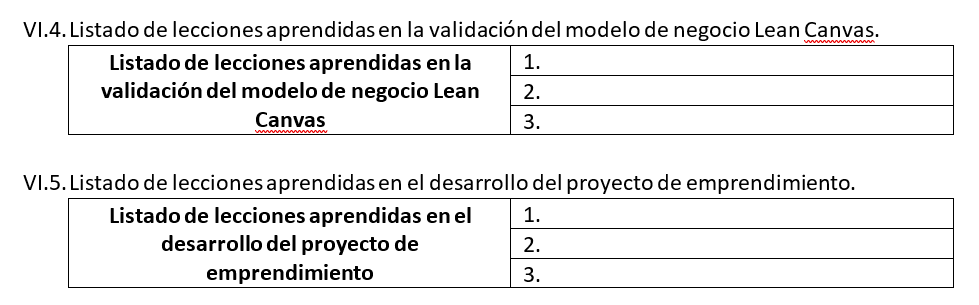 VI.4. Listado de lecciones aprendidas en la validación del modelo de negocio Lean Canvas.
Listado de lecciones aprendidas en la
validación del modelo de negocio Lean
Canvas
1.
2.
3.
VI.5. Listado de lecciones aprendidas en el desarrollo del proyecto de emprendimiento.
Listado de lecciones aprendidas en el
desarrollo del proyecto de
emprendimiento
1.
2.
3.